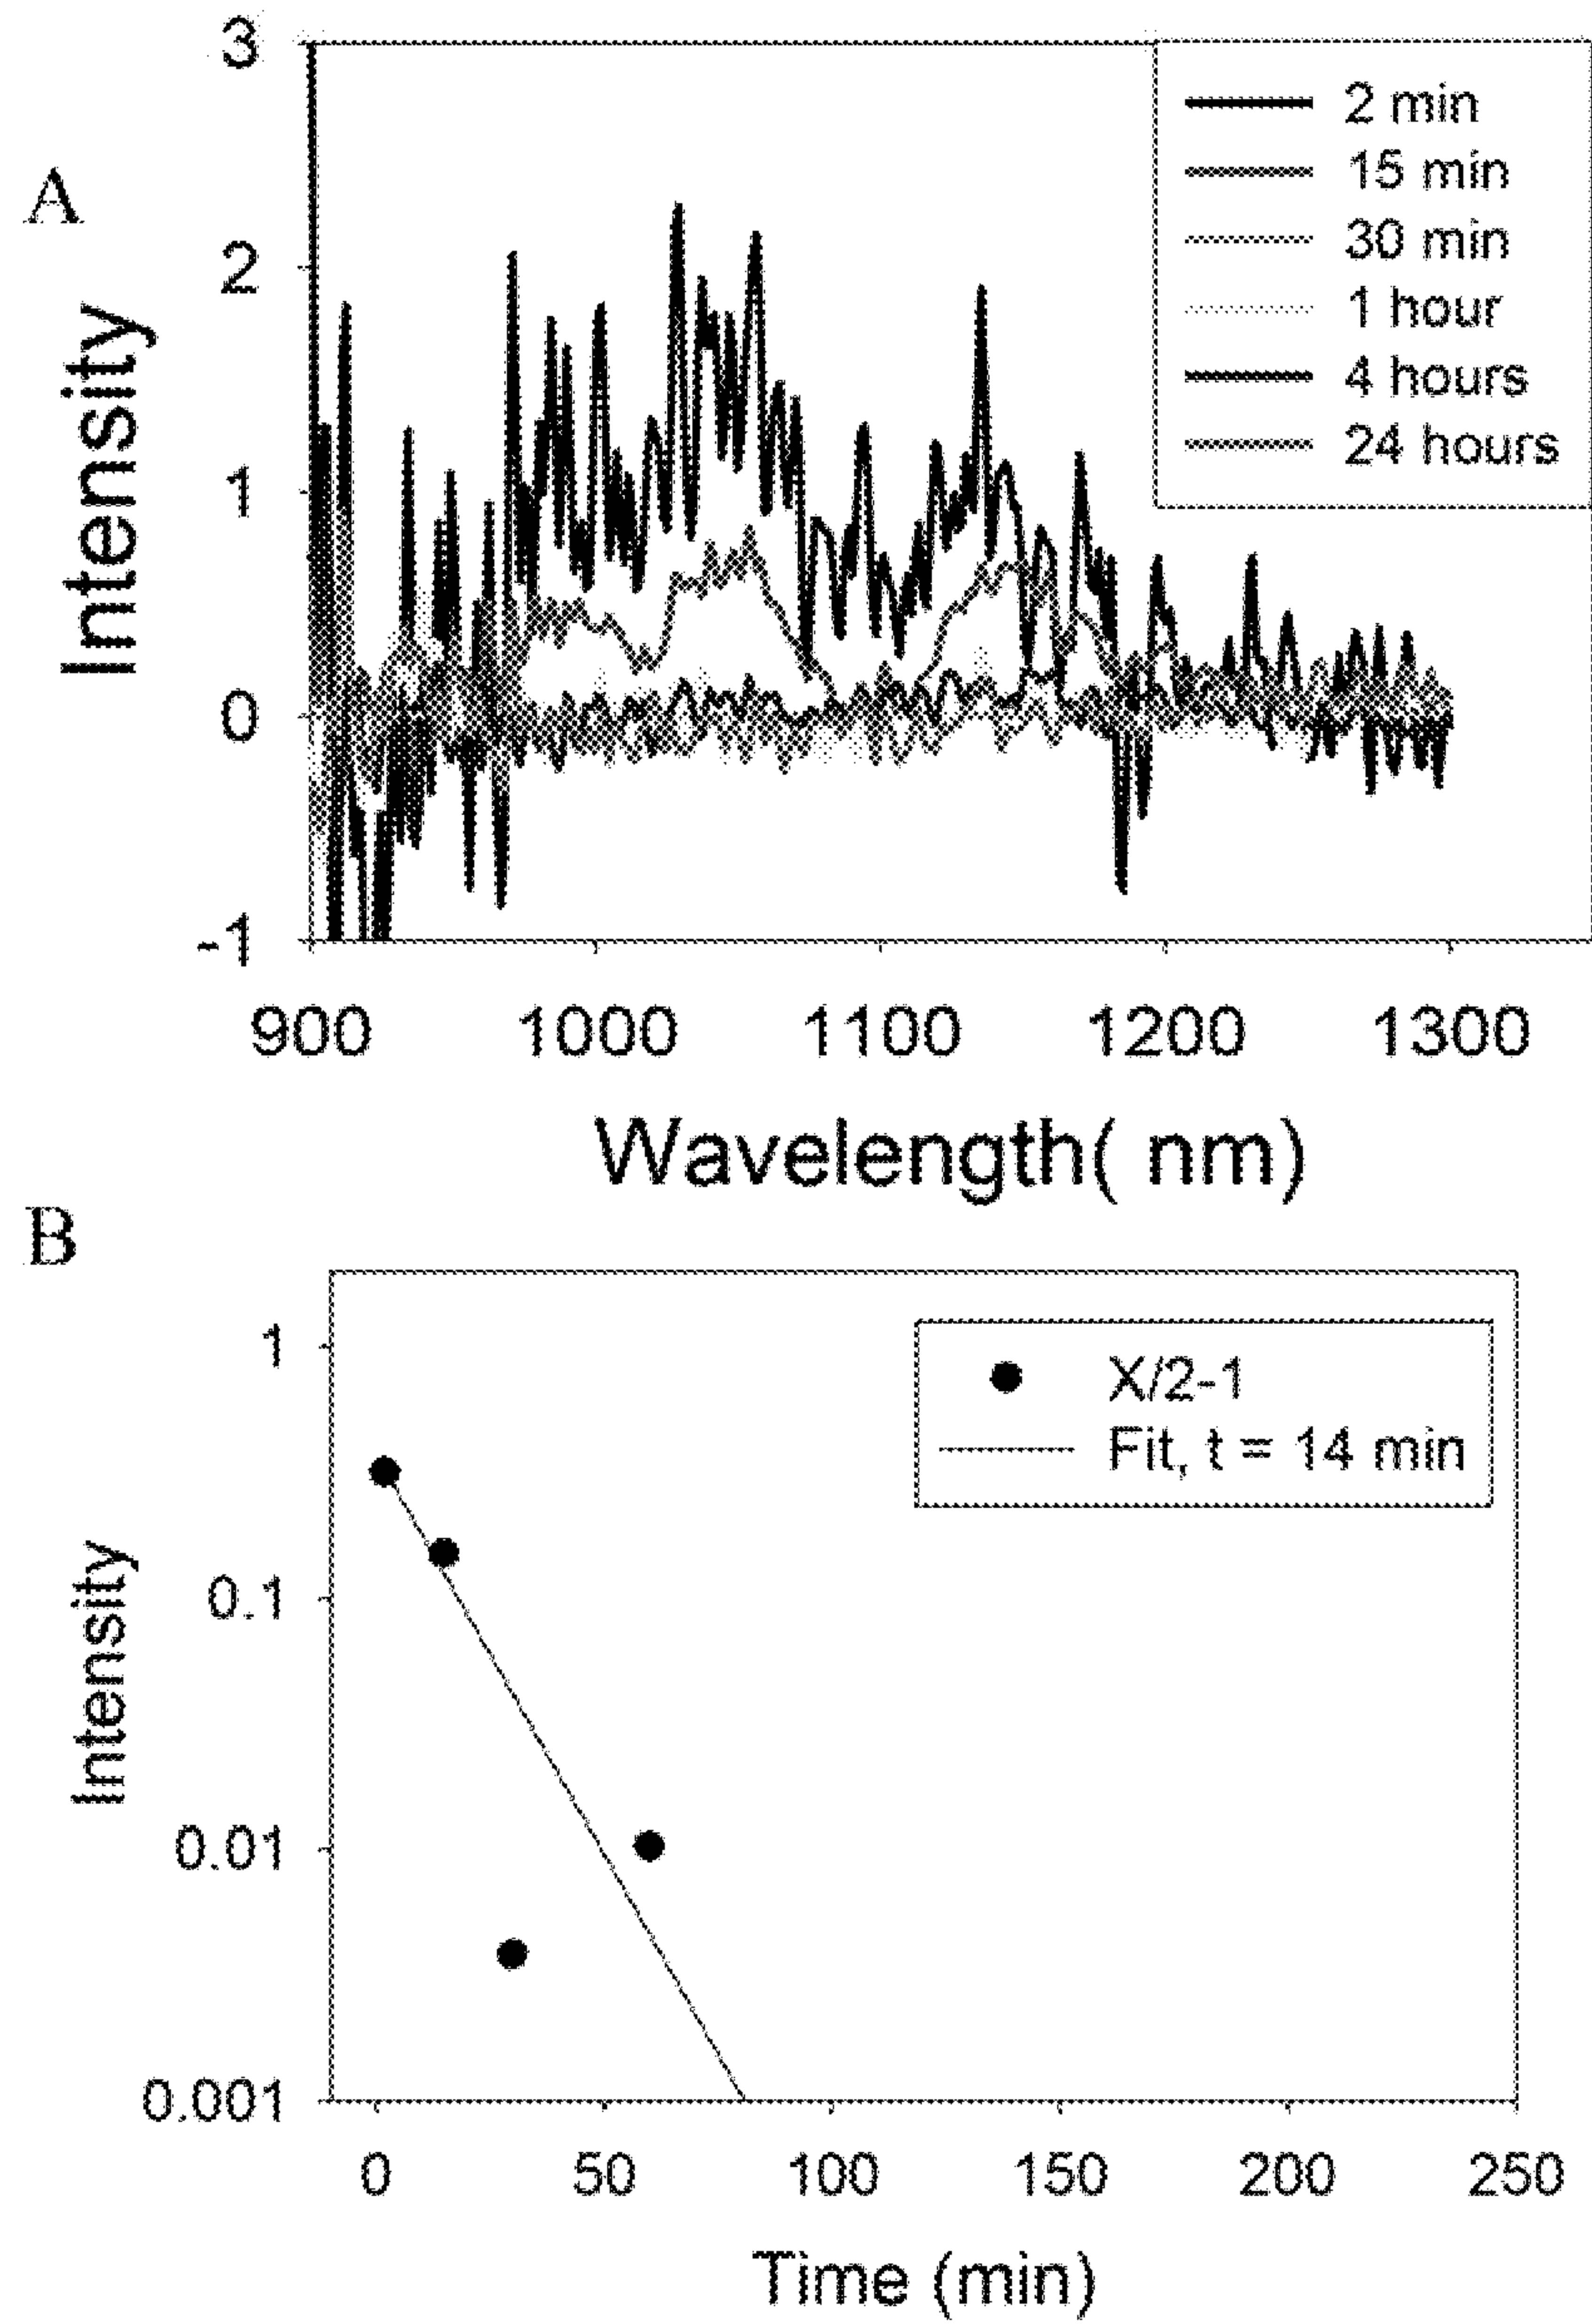 A
Intensity
3
2
1
0
-1
2 min
15 min
30 min
1 hour
4 hours
24 hours
900 1000 1100 1200 1300
Wavelength( nm)
B
Intensity
1
0.1
0.01
0.001
X/2-1
Fit, t = 14 min
0 50 100 150 200 250
Time (min)